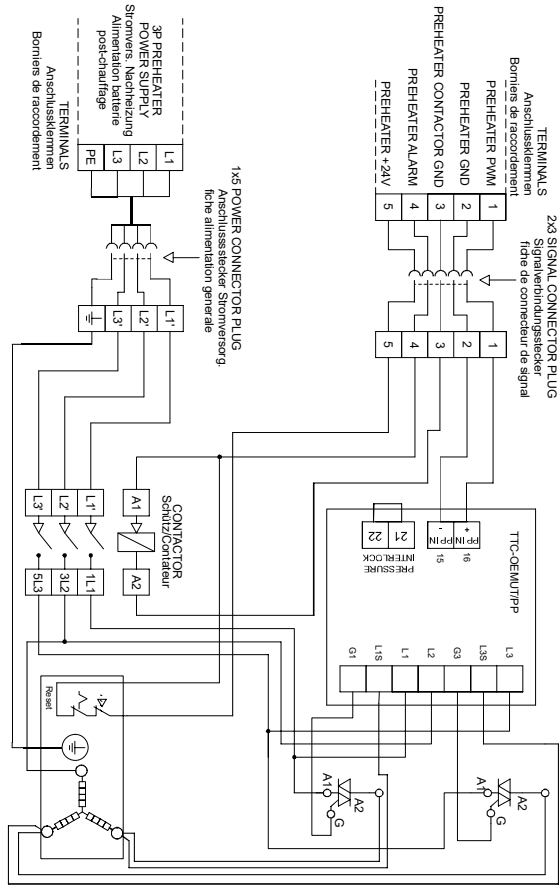 2x3 SIGNAL CONNECTOR PLUG
Signalverbindungsstecker
fiche de connecteur de signal
TERMINALS
Anschlussklemmen
Borniers de raccordement
PREHEATER PWM
PREHEATER GND
PREHEATER CONTACTOR GND
PREHEATER ALARM
PREHEATER +24V
1
2
3
4
5
1
2
3
4
5
TTC-OEMUT/PP
+ PP IN
- PP IN
16
15
21
22
PRESSURE
INTERLOCK
L3
L3S
G3
L2
L1
L1S
G1
A1
A2
G
A1
A2
G
3P PREHEATER
POWER SUPPLY
Stromvers. Nachheizung
Alimentation batterie
post-chauffage
L1
L2
L3
PE
TERMINALS
Anschlussklemmen
Borniers de raccordement
1x5 POWER CONNECTOR PLUG
Anschlussstecker Stromversorg.
fiche alimentation generale
L1'
L2'
L3'
CONTACTOR
Schütz/Contateur
A1
A2
L1'
L2'
L3'
1L1
3L2
5L3
Reset